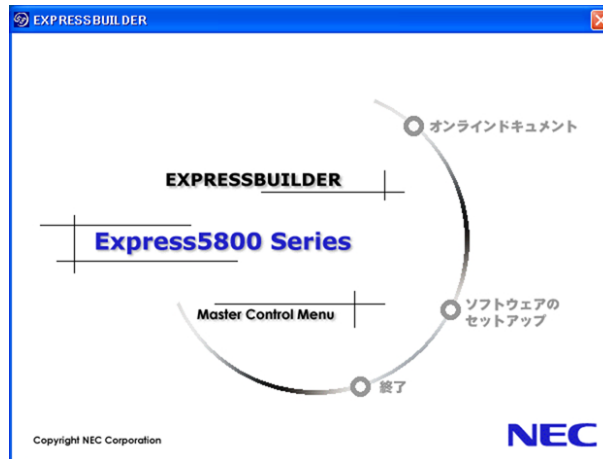 EXPRESSBUILDER
オンラインドキュメント
EXPRESSBUILDER
Express5800 Series
ソフトウェアの
セットアップ
Master Control Menu
終了
Copyright NEC Corporation
NEC